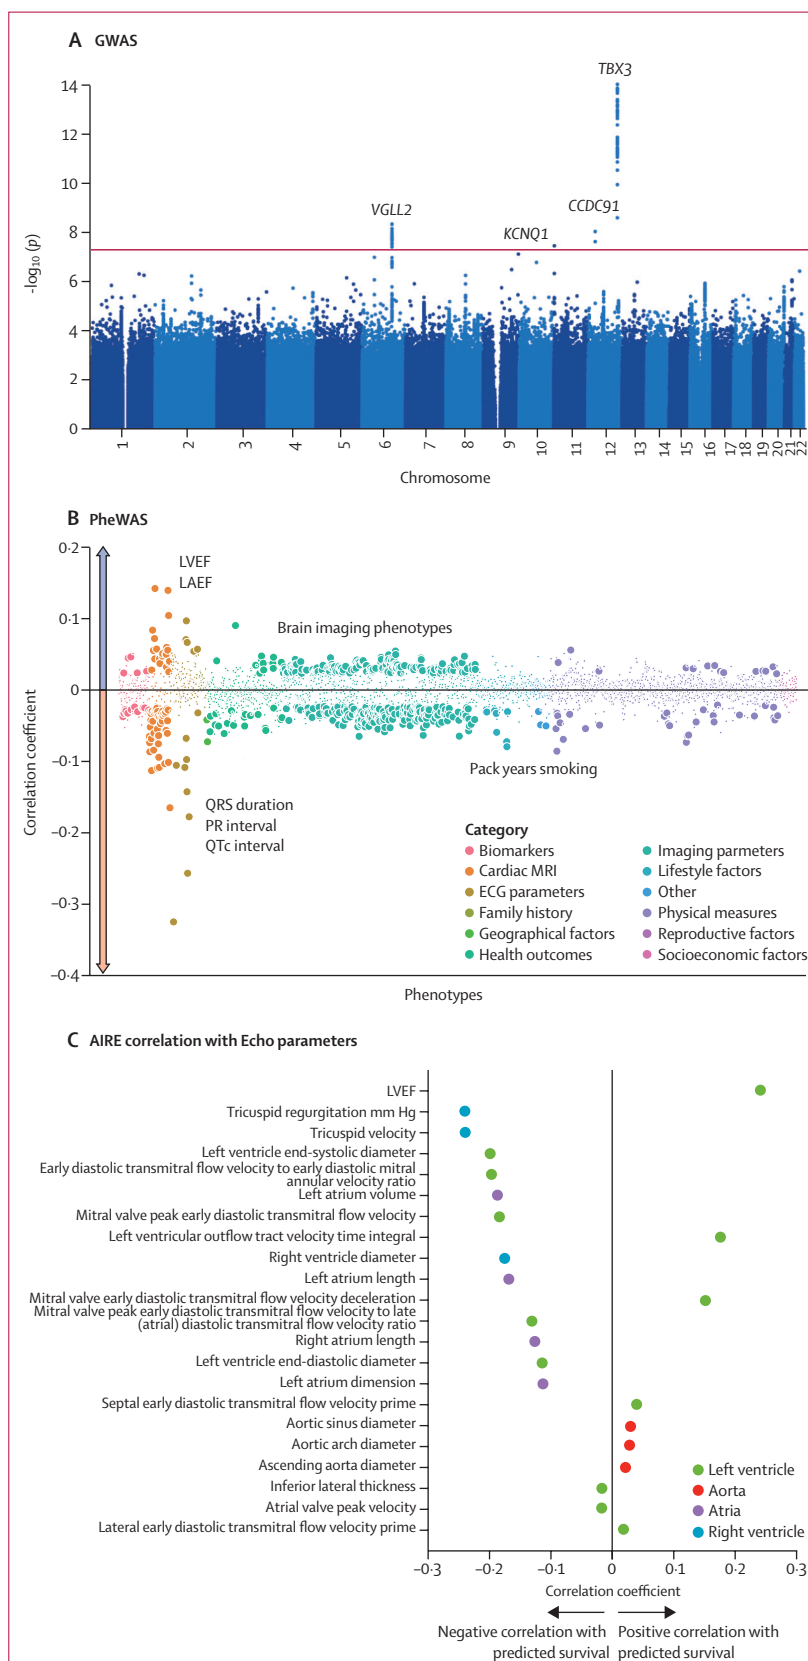 A GWAS
TBX3
14
12
10
8
6
4
2
0
VGLL2
KCNQ1
CCDC91
-log10 (p)
1 2 3 4 5 6 7 8 9 10 11 12 13 14 15 16 17 18 19 20 21 22
Chromosome
B PheWAS
0·2
0·1
0
–0·1
–0·2
–0·3
–0·4
Correlation coefficient
LVEF
LAEF
Brain imaging phenotypes
Pack years smoking
QRS duration
PR interval
QTc interval
Category
Biomarkers
Cardiac MRI
ECG parameters
Family history
Geographical factors
Health outcomes
Imaging parmeters
Lifestyle factors
Other
Physical measures
Reproductive factors
Socioeconomic factors
Phenotypes
C AIRE correlation with Echo parameters
LVEF
Tricuspid regurgitation mm Hg
Tricuspid velocity
Left ventricle end-systolic diameter
Early diastolic transmitral flow velocity to early diastolic mitral
annular velocity ratio
Left atrium volume
Mitral valve peak early diastolic transmitral flow velocity
Left ventricular outflow tract velocity time integral
Right ventricle diameter
Left atrium length
Mitral valve early diastolic transmitral flow velocity deceleration
Mitral valve peak early diastolic transmitral flow velocity to late
(atrial) diastolic transmitral flow velocity ratio
Right atrium length
Left ventricle end-diastolic diameter
Left atrium dimension
Septal early diastolic transmitral flow velocity prime
Aortic sinus diameter
Aortic arch diameter
Ascending aorta diameter
Inferior lateral thickness
Atrial valve peak velocity
Lateral early diastolic transmitral flow velocity prime
Left ventricle
Aorta
Atria
Right ventricle
–0·3 –0·2 –0·1 0 0·1 0·2 0·3
Correlation coefficient
Negative correlation with
predicted survival
Positive correlation with
predicted survival